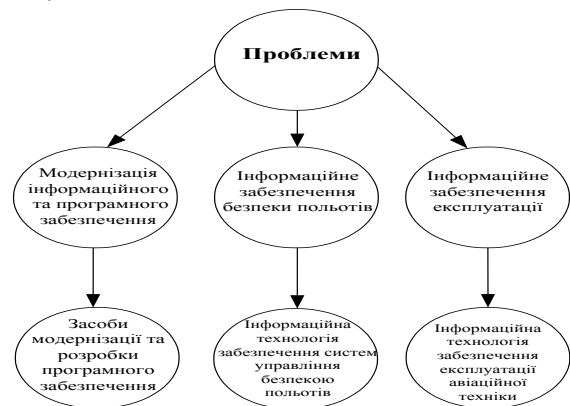 Проблеми
Модернізація
інформаційного
та програмного
забезпечення
Інформаційне
забезпечення
безпеки польотів
Інформаційне
забезпечення
експлуатації
Засоби
модернізації та
розробки
програмного
забезпечення
Інформаційна
технологія
забезпечення систем
управління
безпекою
польотів
Інформаційна
технологія
забезпечення
експлуатації
авіаційної
техніки